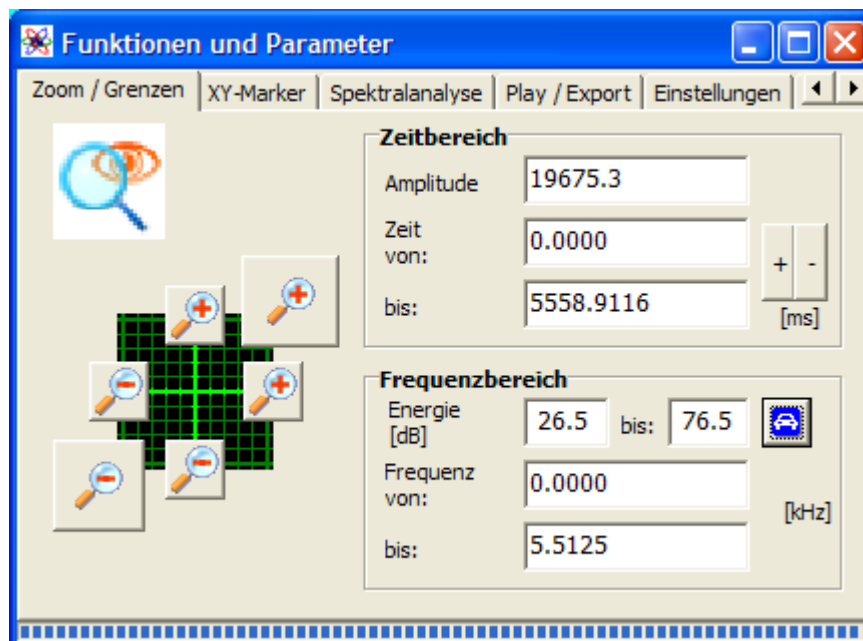 Funktionen und Parameter
Zoom / Grenzen XY-Marker Spektralanalyse Play / Export Einstellungen
Zeitbereich
Amplitude 19675.3
Zeit
von: 0.0000
+ -
bis: 5558.9116
[ms]
Frequenzbereich
Energie
[dB] 26.5 bis: 76.5
Frequenz
von: 0.0000
[kHz]
bis: 5.5125